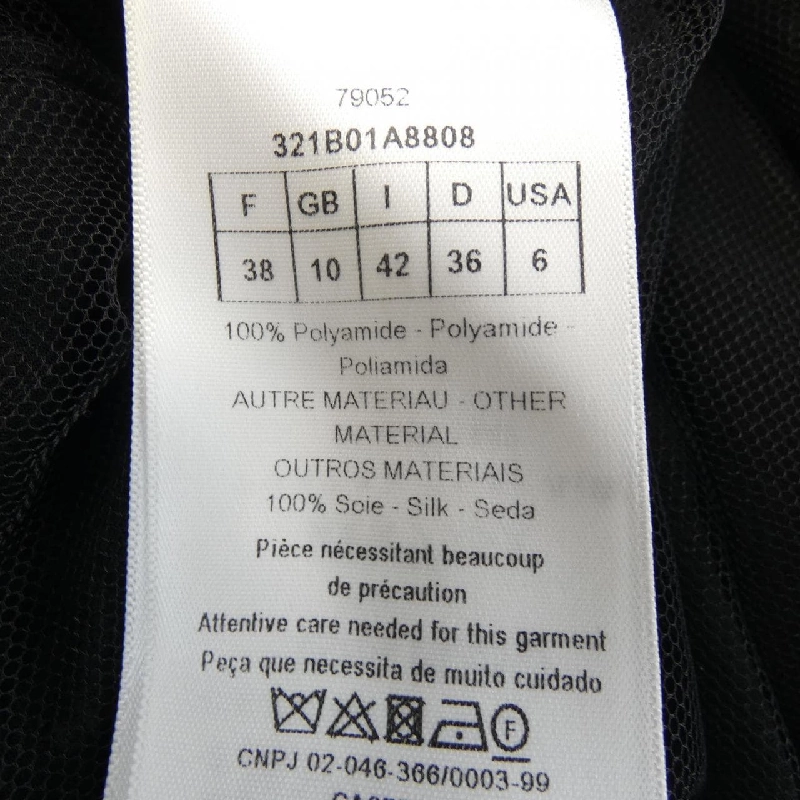 79052
321B01A8808
F GB I D USA
38 10 42 36 6
100% Polyamide - Polyamide -
Poliamida
AUTRE MATERIAU - OTHER
MATERIAL
OUTROS MATERIAIS
100% Soie - Silk - Seda
Pièce nécessitant beaucoup
de précaution
Attentive care needed for this garment
Peça que necessita de muito cuidado
F
CNPJ 02-046-366/0003-99